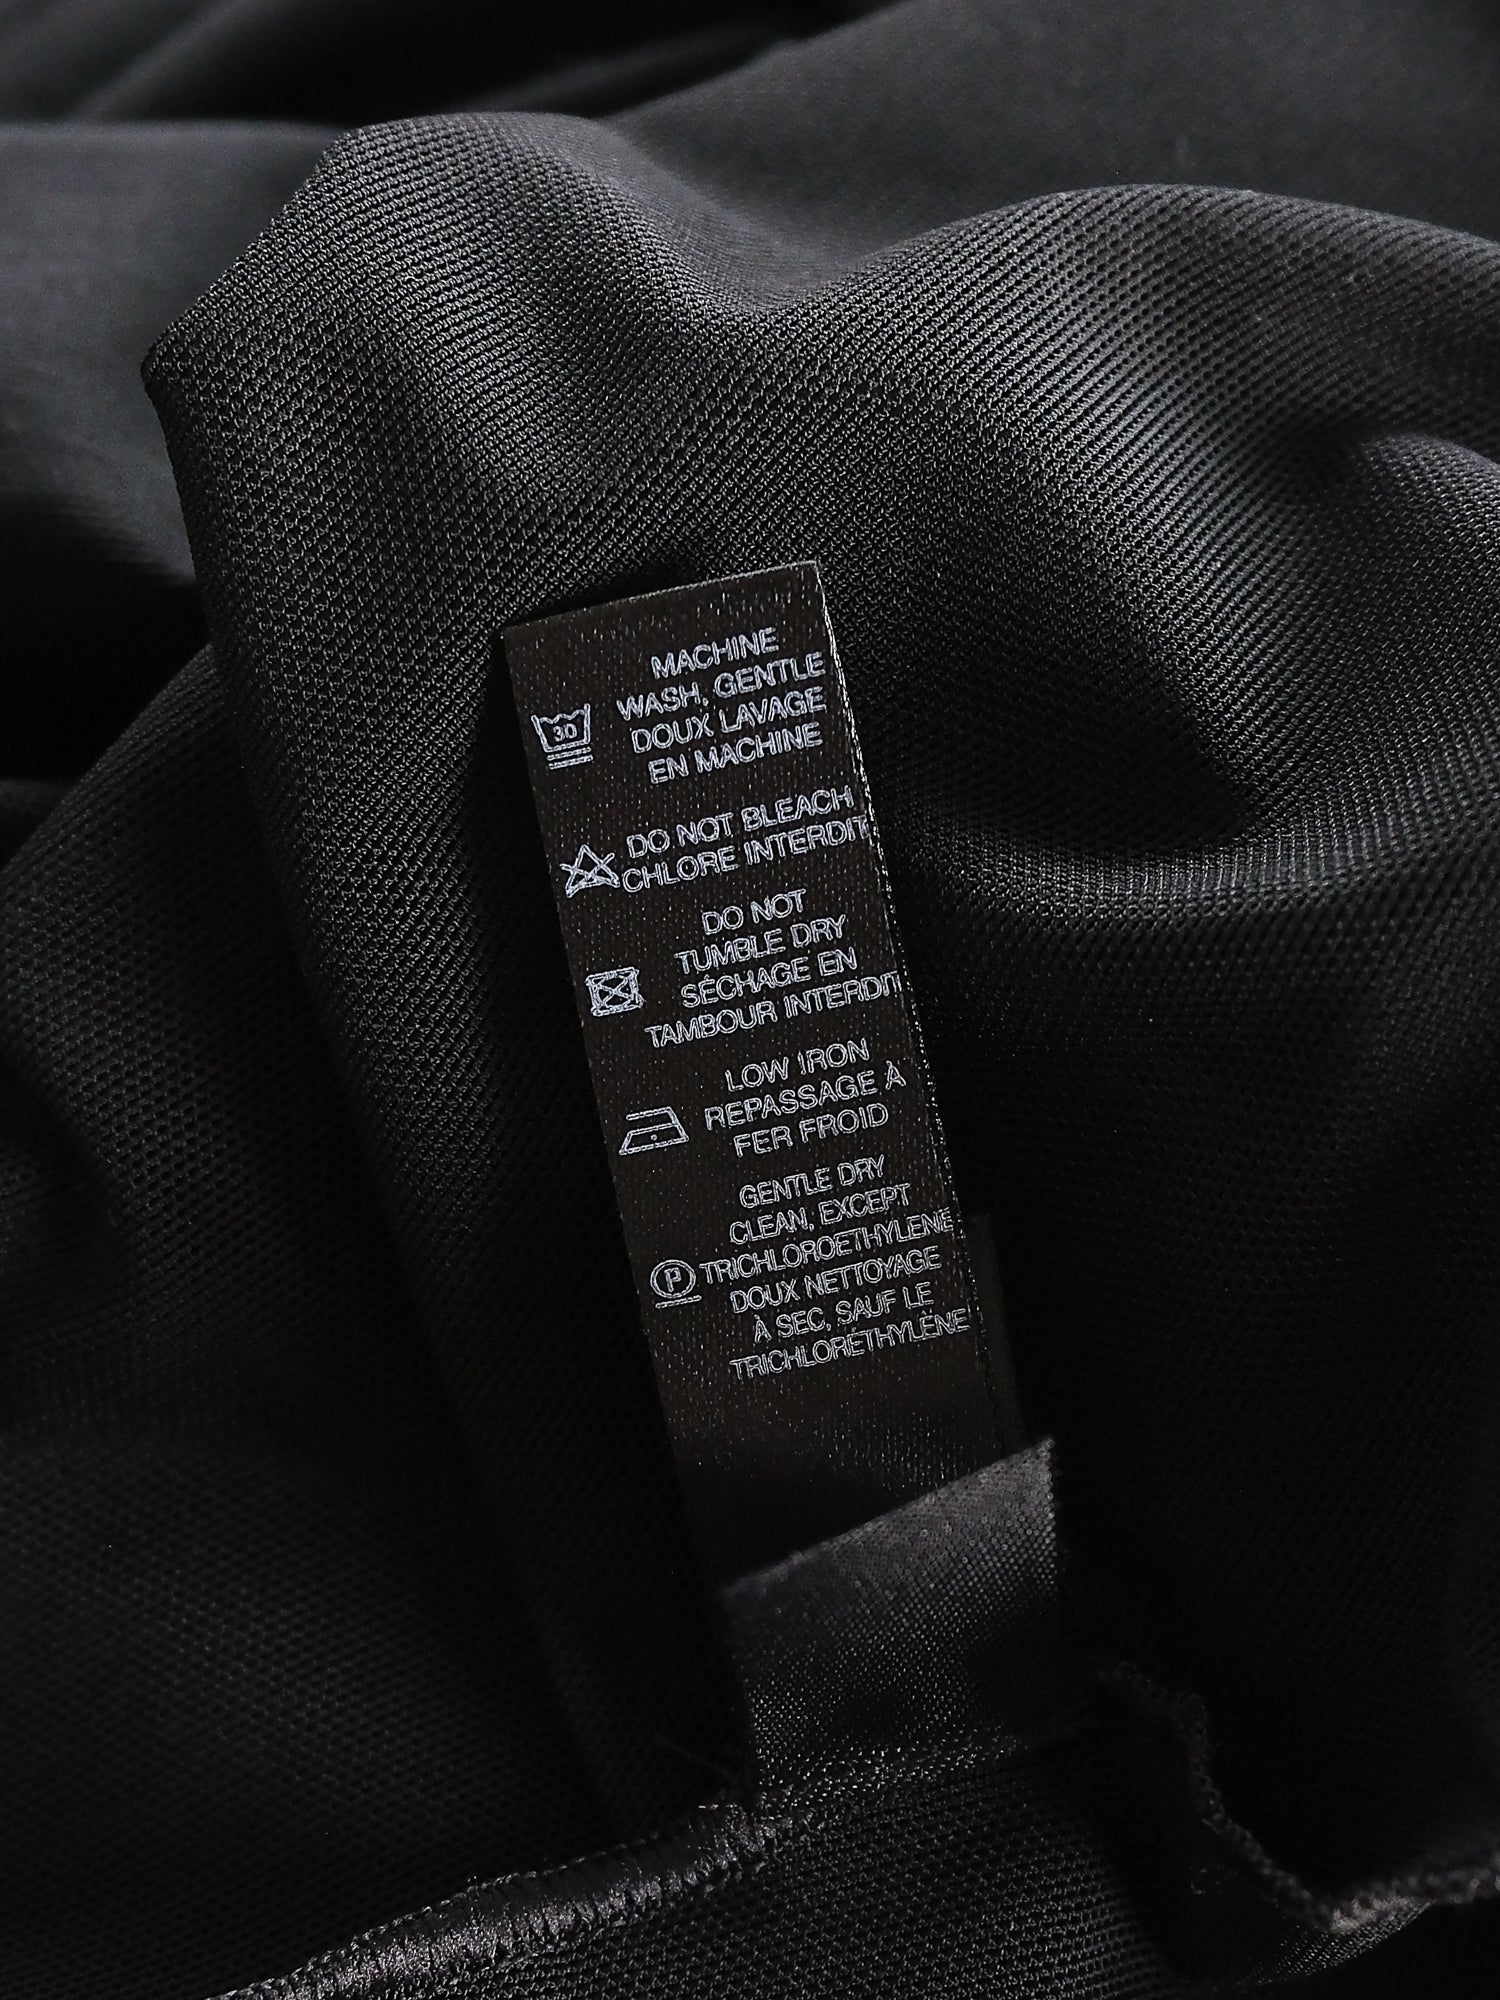 MACHINE
WASH, GENTLE
DOUX LAVAGE
EN MACHINE
30
DO NOT BLEACH
CHLORE INTERDIT
DO NOT
TUMBLE DRY
SÉCHAGE EN
TAMBOUR INTERDIT
LOW IRON
REPASSAGE À
FER FROID
GENTLE DRY
CLEAN, EXCEPT
TRICHLOROETHYLENE
P
DOUX NETTOYAGE
À SEC, SAUF LE
TRICHLORÉTHYLÈNE